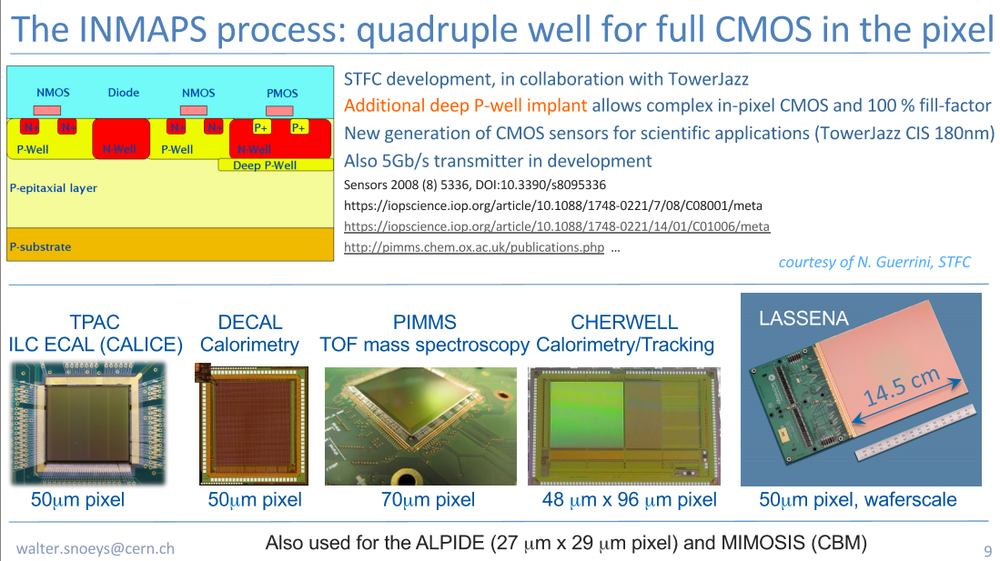 The INMAPS process: quadruple well for full CMOS in the pixel
NMOS Diode NMOS PMOS
N+ N+ N+ N+ P+ P+
P-Well N-Well P-Well N-Well
Deep P-Well
P-epitaxial layer
P-substrate
STFC development, in collaboration with TowerJazz
Additional deep P-well implant allows complex in-pixel CMOS and 100 % fill-factor
New generation of CMOS sensors for scientific applications (TowerJazz CIS 180nm)
Also 5Gb/s transmitter in development
Sensors 2008 (8) 5336, DOI:10.3390/s8095336
https://iopscience.iop.org/article/10.1088/1748-0221/7/08/C08001/meta
https://iopscience.iop.org/article/10.1088/1748-0221/14/01/C01006/meta
http://pimms.chem.ox.ac.uk/publications.php ...
courtesy of N. Guerrini, STFC
TPAC
ILC ECAL (CALICE)
50μm pixel
DECAL
Calorimetry
50μm pixel
PIMMS
TOF mass spectroscopy
70μm pixel
CHERWELL
Calorimetry/Tracking
48 μm x 96 μm pixel
LASSENA
14.5 cm
50μm pixel, waferscale
Also used for the ALPIDE (27 μm x 29 μm pixel) and MIMOSIS (CBM)
walter.snoeys@cern.ch
9